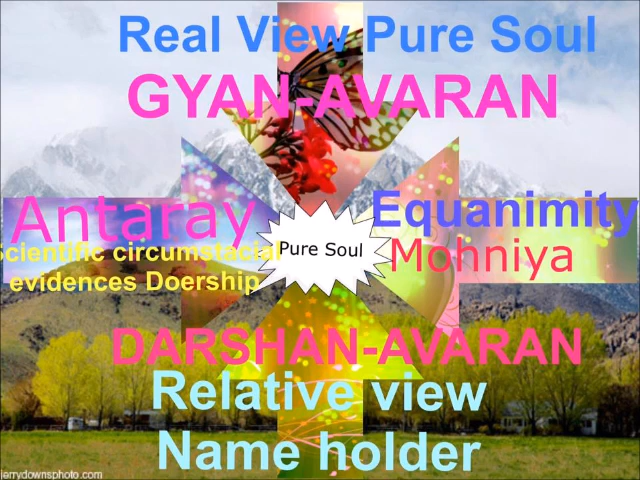 Real View Pure Soul
GYAN-AVARAN
Antaray
Equanimity
Scientific circumstacial
evidences Doership
Pure Soul
Mohniya
DARSHAN-AVARAN
Relative view
Name holder
jerrydownsphoto.com